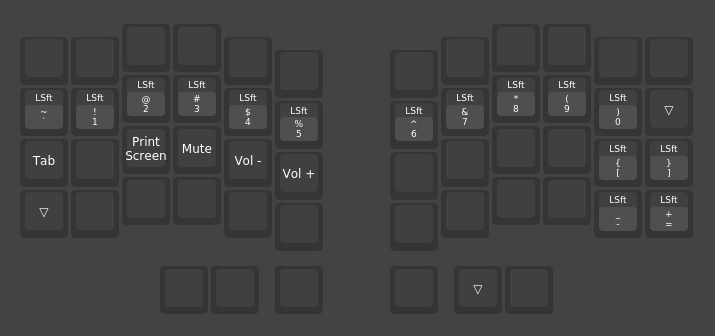 LSft ~ `
LSft ! 1
LSft @ 2
LSft # 3
LSft $ 4
LSft % 5
LSft ^ 6
LSft & 7
LSft * 8
LSft ( 9
LSft ) 0
▽
Tab
Print Screen
Mute
Vol -
Vol +
LSft { [
LSft } ]
▽
LSft _ -
LSft + =
▽